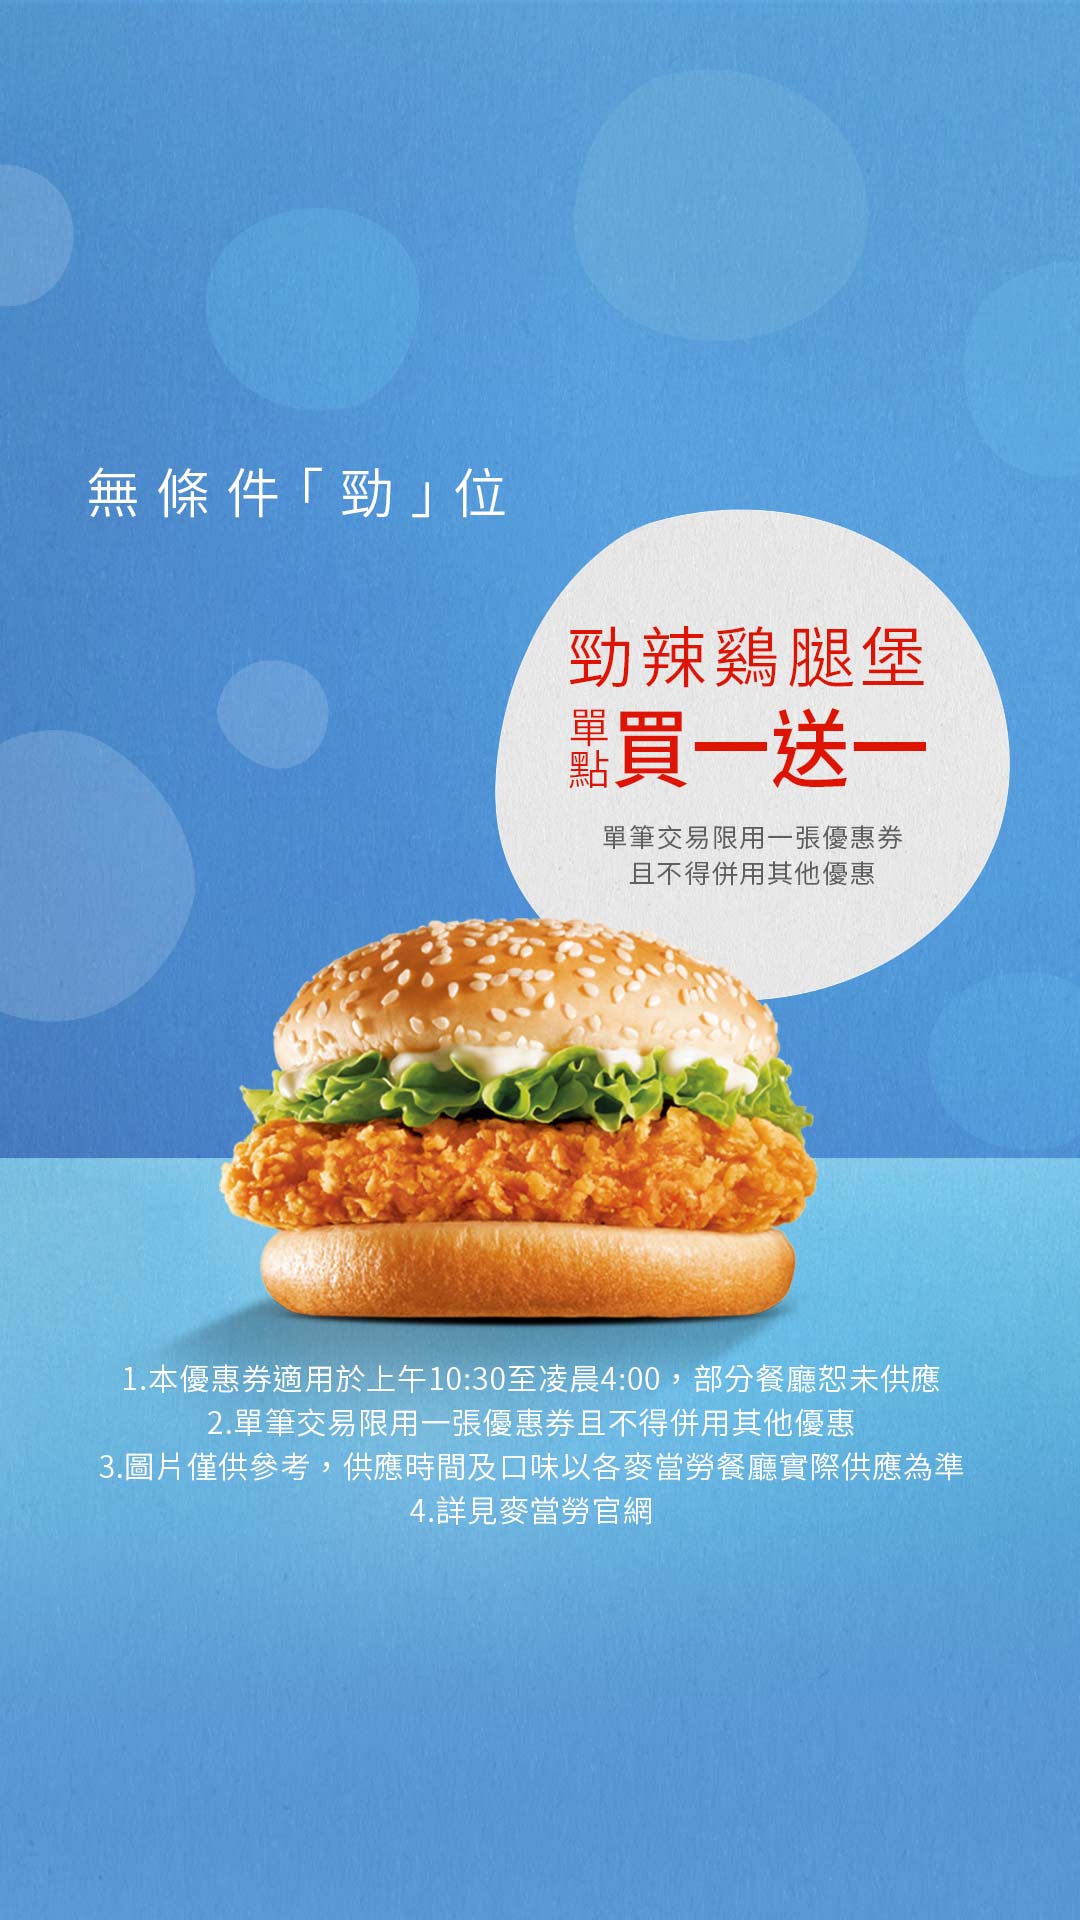 無條件「勁」位
勁辣鷄腿堡
單點買一送一
單筆交易限用一張優惠券
且不得併用其他優惠
1.本優惠券適用於上午10:30至凌晨4:00，部分餐廳恕未供應
2.單筆交易限用一張優惠券且不得併用其他優惠
3.圖片僅供參考，供應時間及口味以各麥當勞餐廳實際供應為準
4.詳見麥當勞官網